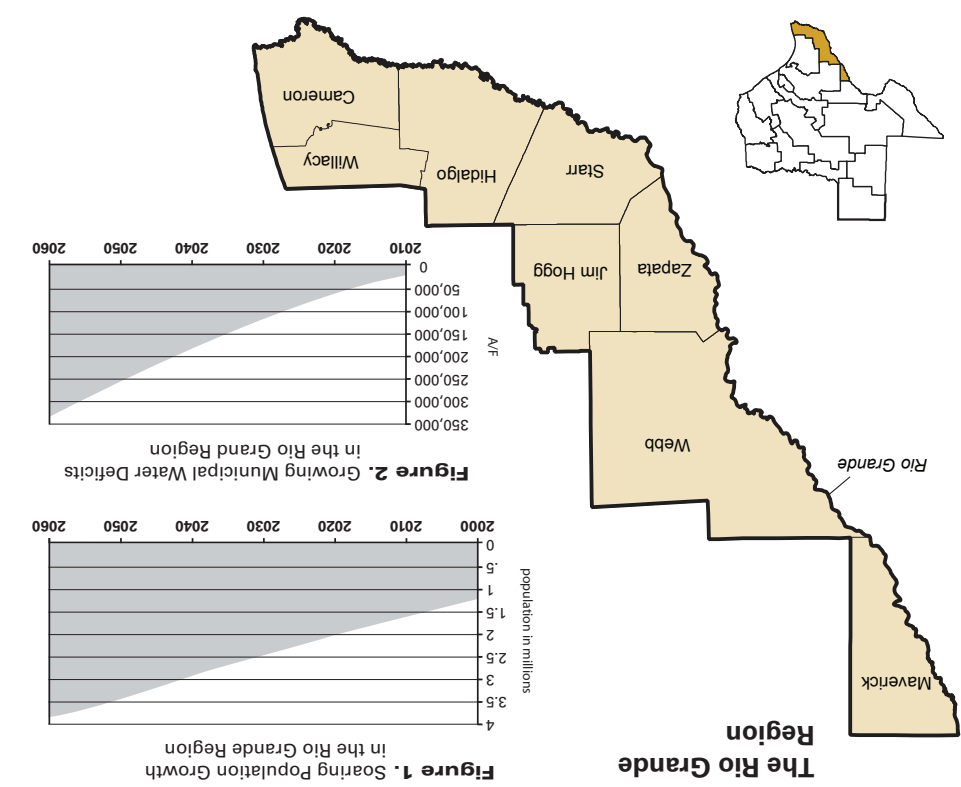 The Rio Grande
Region
Maverick
Rio Grande
Webb
Zapata
Jim Hogg
Starr
Hidalgo
Willacy
Cameron
Figure 1. Soaring Population Growth
in the Rio Grande Region
population in millions
4
3.5
3
2.5
2
1.5
1
.5
0
2000 2010 2020 2030 2040 2050 2060
Figure 2. Growing Municipal Water Deficits
in the Rio Grand Region
A/F
350,000
300,000
250,000
200,000
150,000
100,000
50,000
0
2010 2020 2030 2040 2050 2060